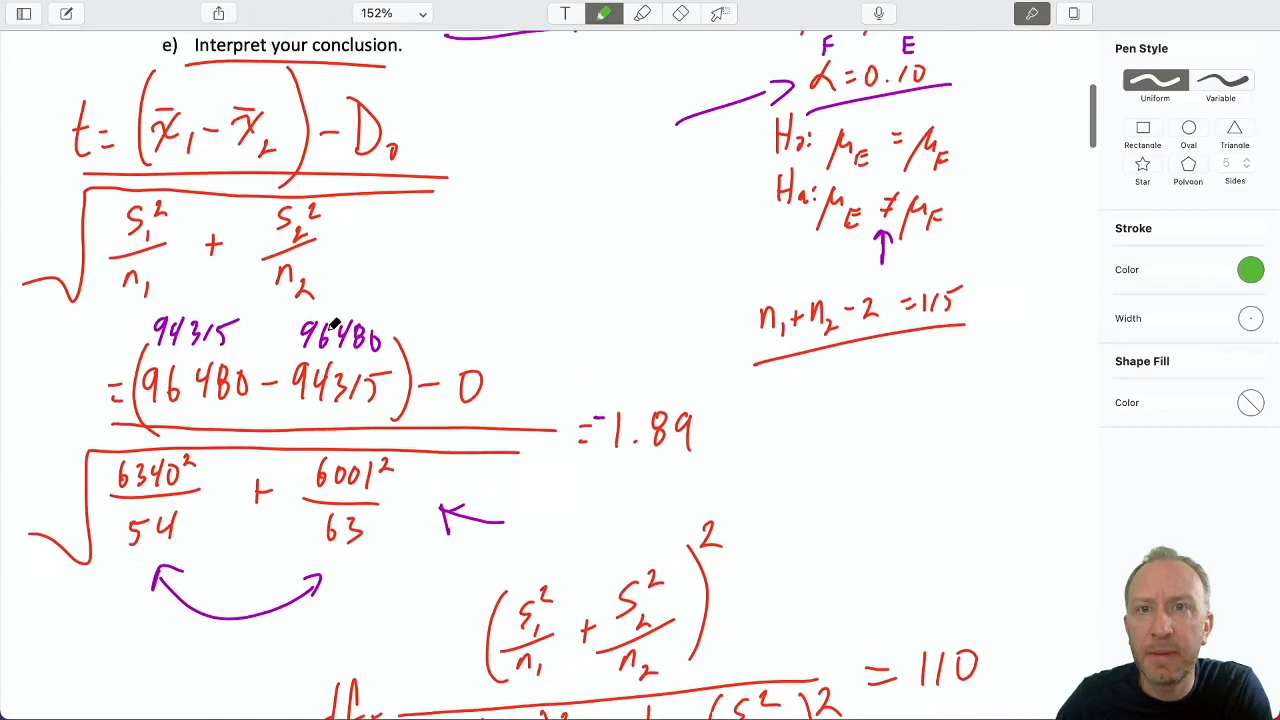 152%
T
e) Interpret your conclusion.
F E
α = 0.10
t = (x̄₁ - x̄₂) - D₀
S₁² + S₂²
n₁ n₂
H₀: μE = μF
Ha: μE ≠ μF
n₁ + n₂ - 2 = 115
94315 96480
= (96480 - 94315) - 0
= -1.89
6340² + 6001²
54 63
(S₁² + S₂²)²
n₁ n₂
df = = 110
Pen Style
Uniform Variable
Rectangle Oval Triangle
5
Star Polygon Sides
Stroke
Color
Width
Shape Fill
Color